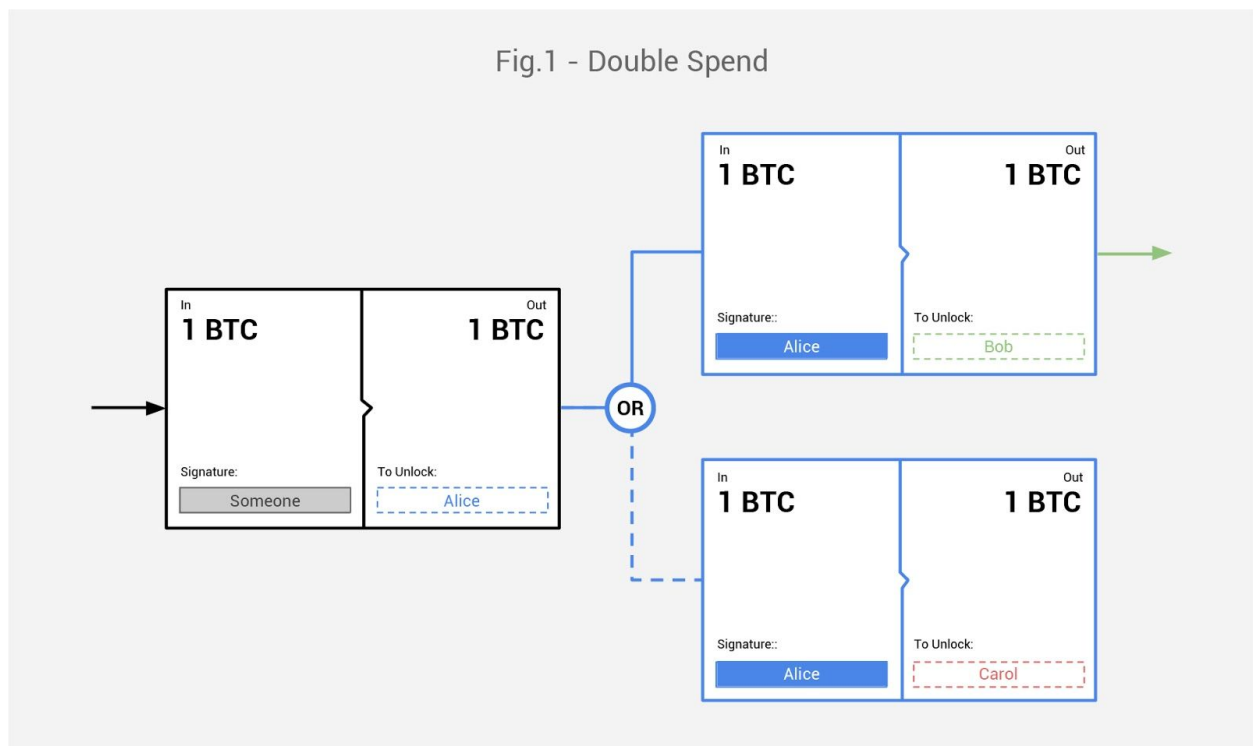 Fig.1 - Double Spend
In
1 BTC
Out
1 BTC
Signature:
Someone
To Unlock:
Alice
OR
In
1 BTC
Out
1 BTC
Signature::
Alice
To Unlock:
Bob
In
1 BTC
Out
1 BTC
Signature::
Alice
To Unlock:
Carol